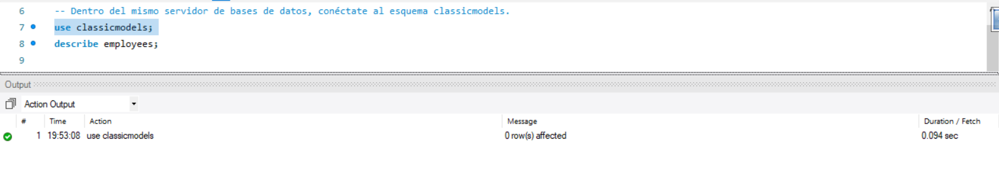 6 -- Dentro del mismo servidor de bases de datos, conéctate al esquema classicmodels.
7 use classicmodels;
8 describe employees;
9
Output
Action Output
# Time Action Message Duration / Fetch
1 19:53:08 use classicmodels 0 row(s) affected 0.094 sec